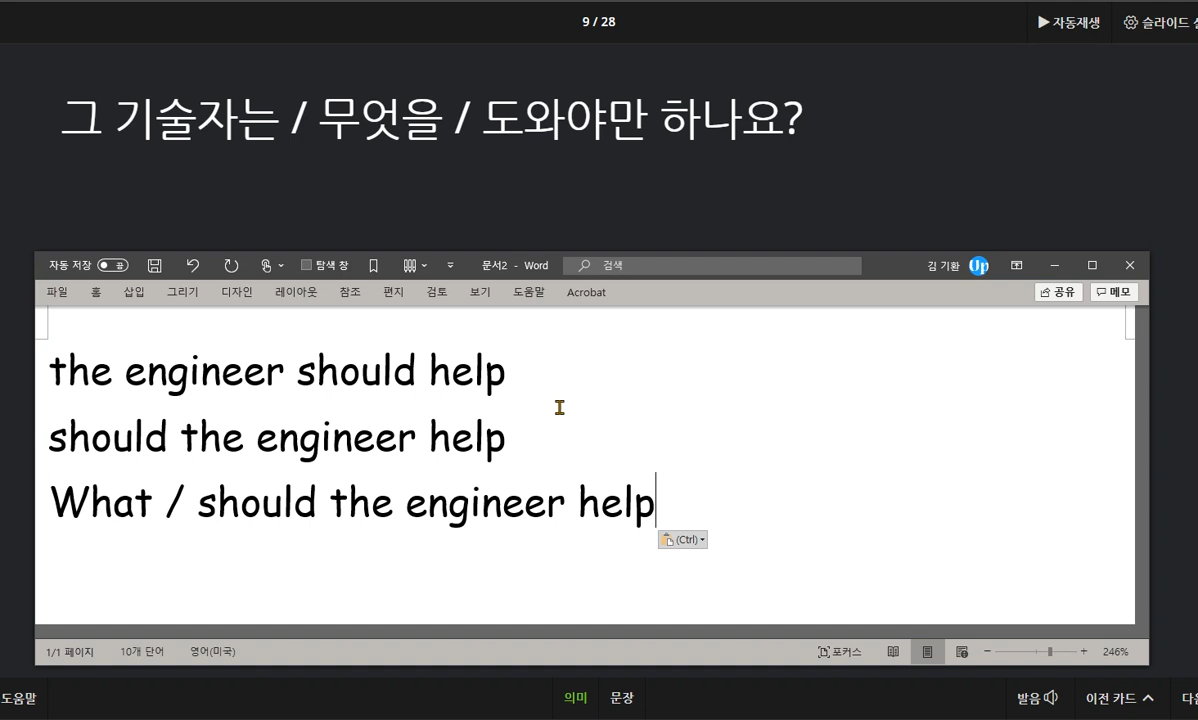 9 / 28
자동재생
슬라이드
그 기술자는 / 무엇을 / 도와야만 하나요?
자동 저장 끔
탐색 창
문서2 - Word
검색
김 기환
Up
파일 홈 삽입 그리기 디자인 레이아웃 참조 편지 검토 보기 도움말 Acrobat
공유 메모
the engineer should help
should the engineer help
What / should the engineer help
(Ctrl)
1/1 페이지 10개 단어 영어(미국)
포커스
246%
도움말
의미 문장
발음 이전 카드